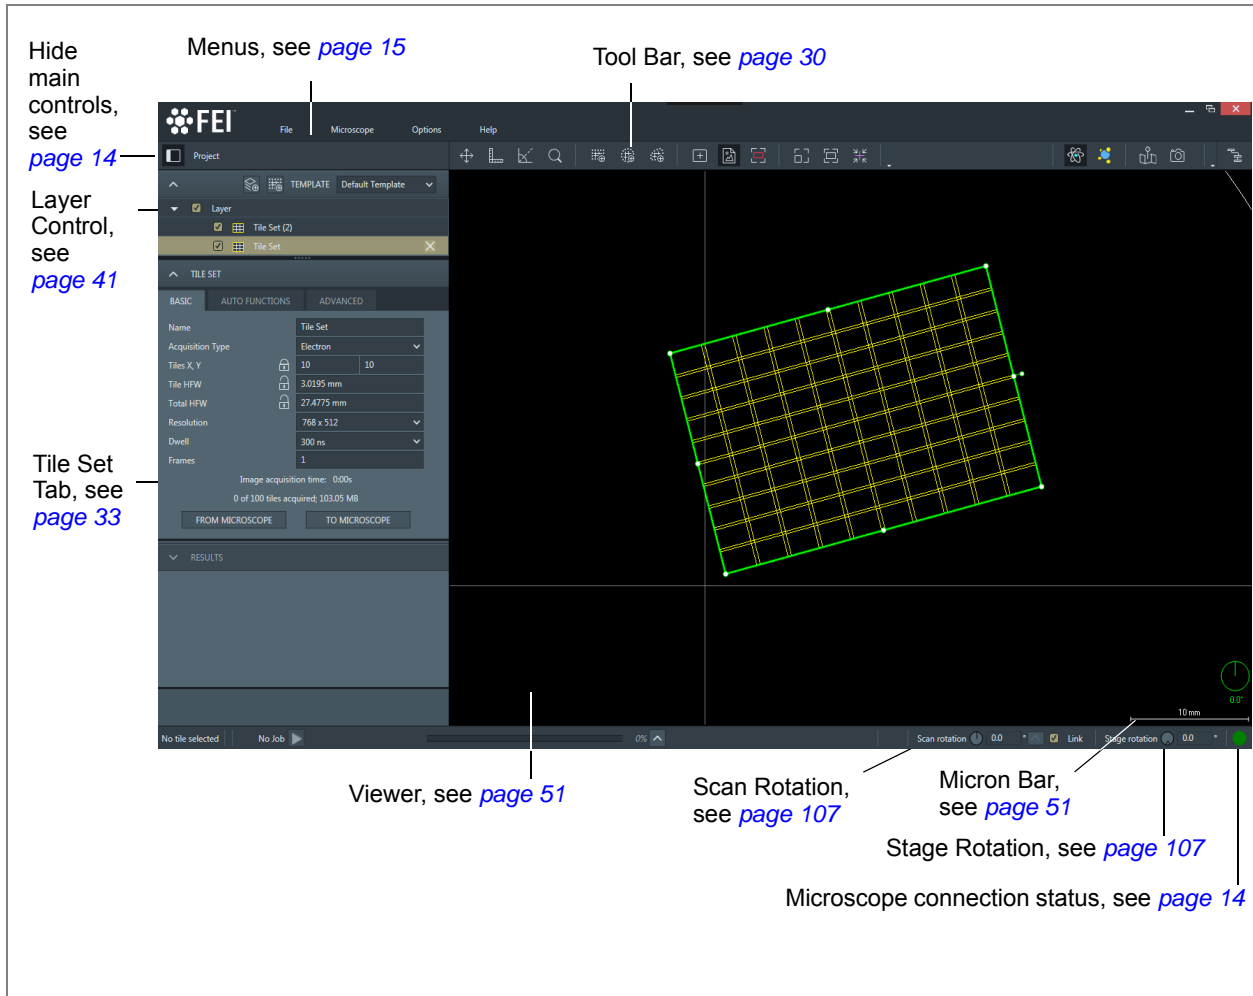 Menus, see page 15
Tool Bar, see page 30
Hide
main
controls,
see
page 14
Layer
Control,
see
page 41
Tile Set
Tab, see
page 33
FEI
File Microscope Options Help
Project
TEMPLATE Default Template
Layer
Tile Set (2)
Tile Set
TILE SET
BASIC AUTO FUNCTIONS ADVANCED
Name Tile Set
Acquisition Type Electron
Tiles X, Y 10 10
Tile HFW 3.0195 mm
Total HFW 27.4775 mm
Resolution 768 x 512
Dwell 300 ns
Frames 1
Image acquisition time: 0:00s
0 of 100 tiles acquired; 103.05 MB
FROM MICROSCOPE TO MICROSCOPE
RESULTS
0.0°
10 mm
No tile selected No Job 0% Scan rotation 0.0 ° Link Stage rotation 0.0 °
Viewer, see page 51
Scan Rotation,
see page 107
Micron Bar,
see page 51
Stage Rotation, see page 107
Microscope connection status, see page 14